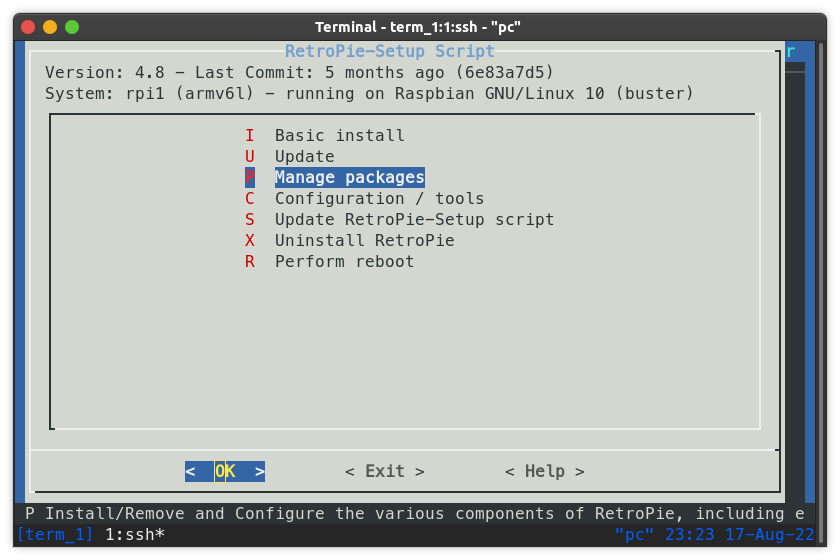 Terminal - term_1:1:ssh - "pc"
RetroPie-Setup Script
r
Version: 4.8 - Last Commit: 5 months ago (6e83a7d5)
System: rpi1 (armv6l) - running on Raspbian GNU/Linux 10 (buster)
I Basic install
U Update
P Manage packages
C Configuration / tools
S Update RetroPie-Setup script
X Uninstall RetroPie
R Perform reboot
< OK > < Exit > < Help >
P Install/Remove and Configure the various components of RetroPie, including e
[term_1] 1:ssh* "pc" 23:23 17-Aug-22